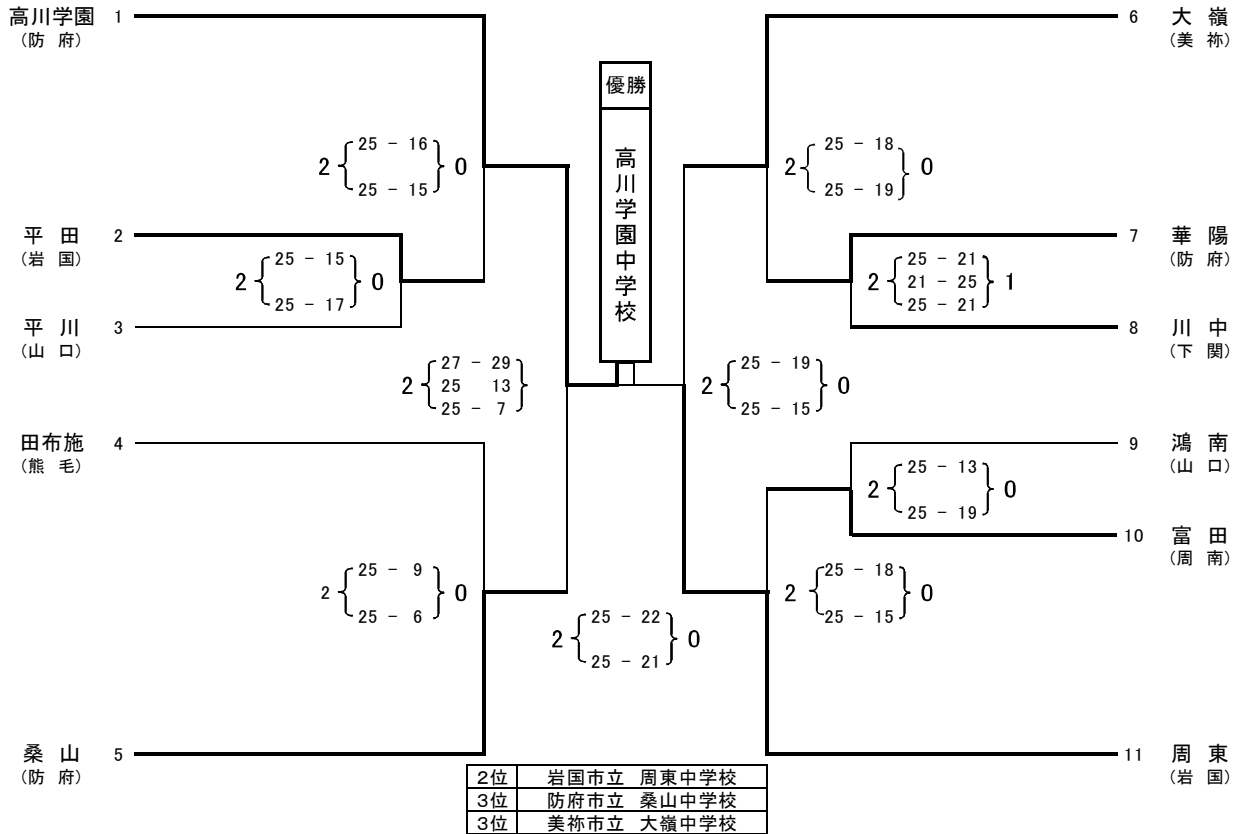 高川学園 1
(防 府)
2 25 - 16 0
25 - 15
平 田 2
(岩 国)
2 25 - 15 0
25 - 17
平 川 3
(山 口)
2 27 - 29
25 13
25 - 7
田布施 4
(熊 毛)
2 25 - 9 0
25 - 6
桑 山 5
(防 府)
優勝
高川学園中学校
2 25 - 22 0
25 - 21
6 大 嶺
(美 祢)
2 25 - 18 0
25 - 19
7 華 陽
(防 府)
2 25 - 21 1
21 - 25
25 - 21
8 川 中
(下 関)
2 25 - 19 0
25 - 15
9 鴻 南
(山 口)
2 25 - 13 0
25 - 19
10 富 田
(周 南)
2 25 - 18 0
25 - 15
11 周 東
(岩 国)
2位 岩国市立 周東中学校
3位 防府市立 桑山中学校
3位 美祢市立 大嶺中学校